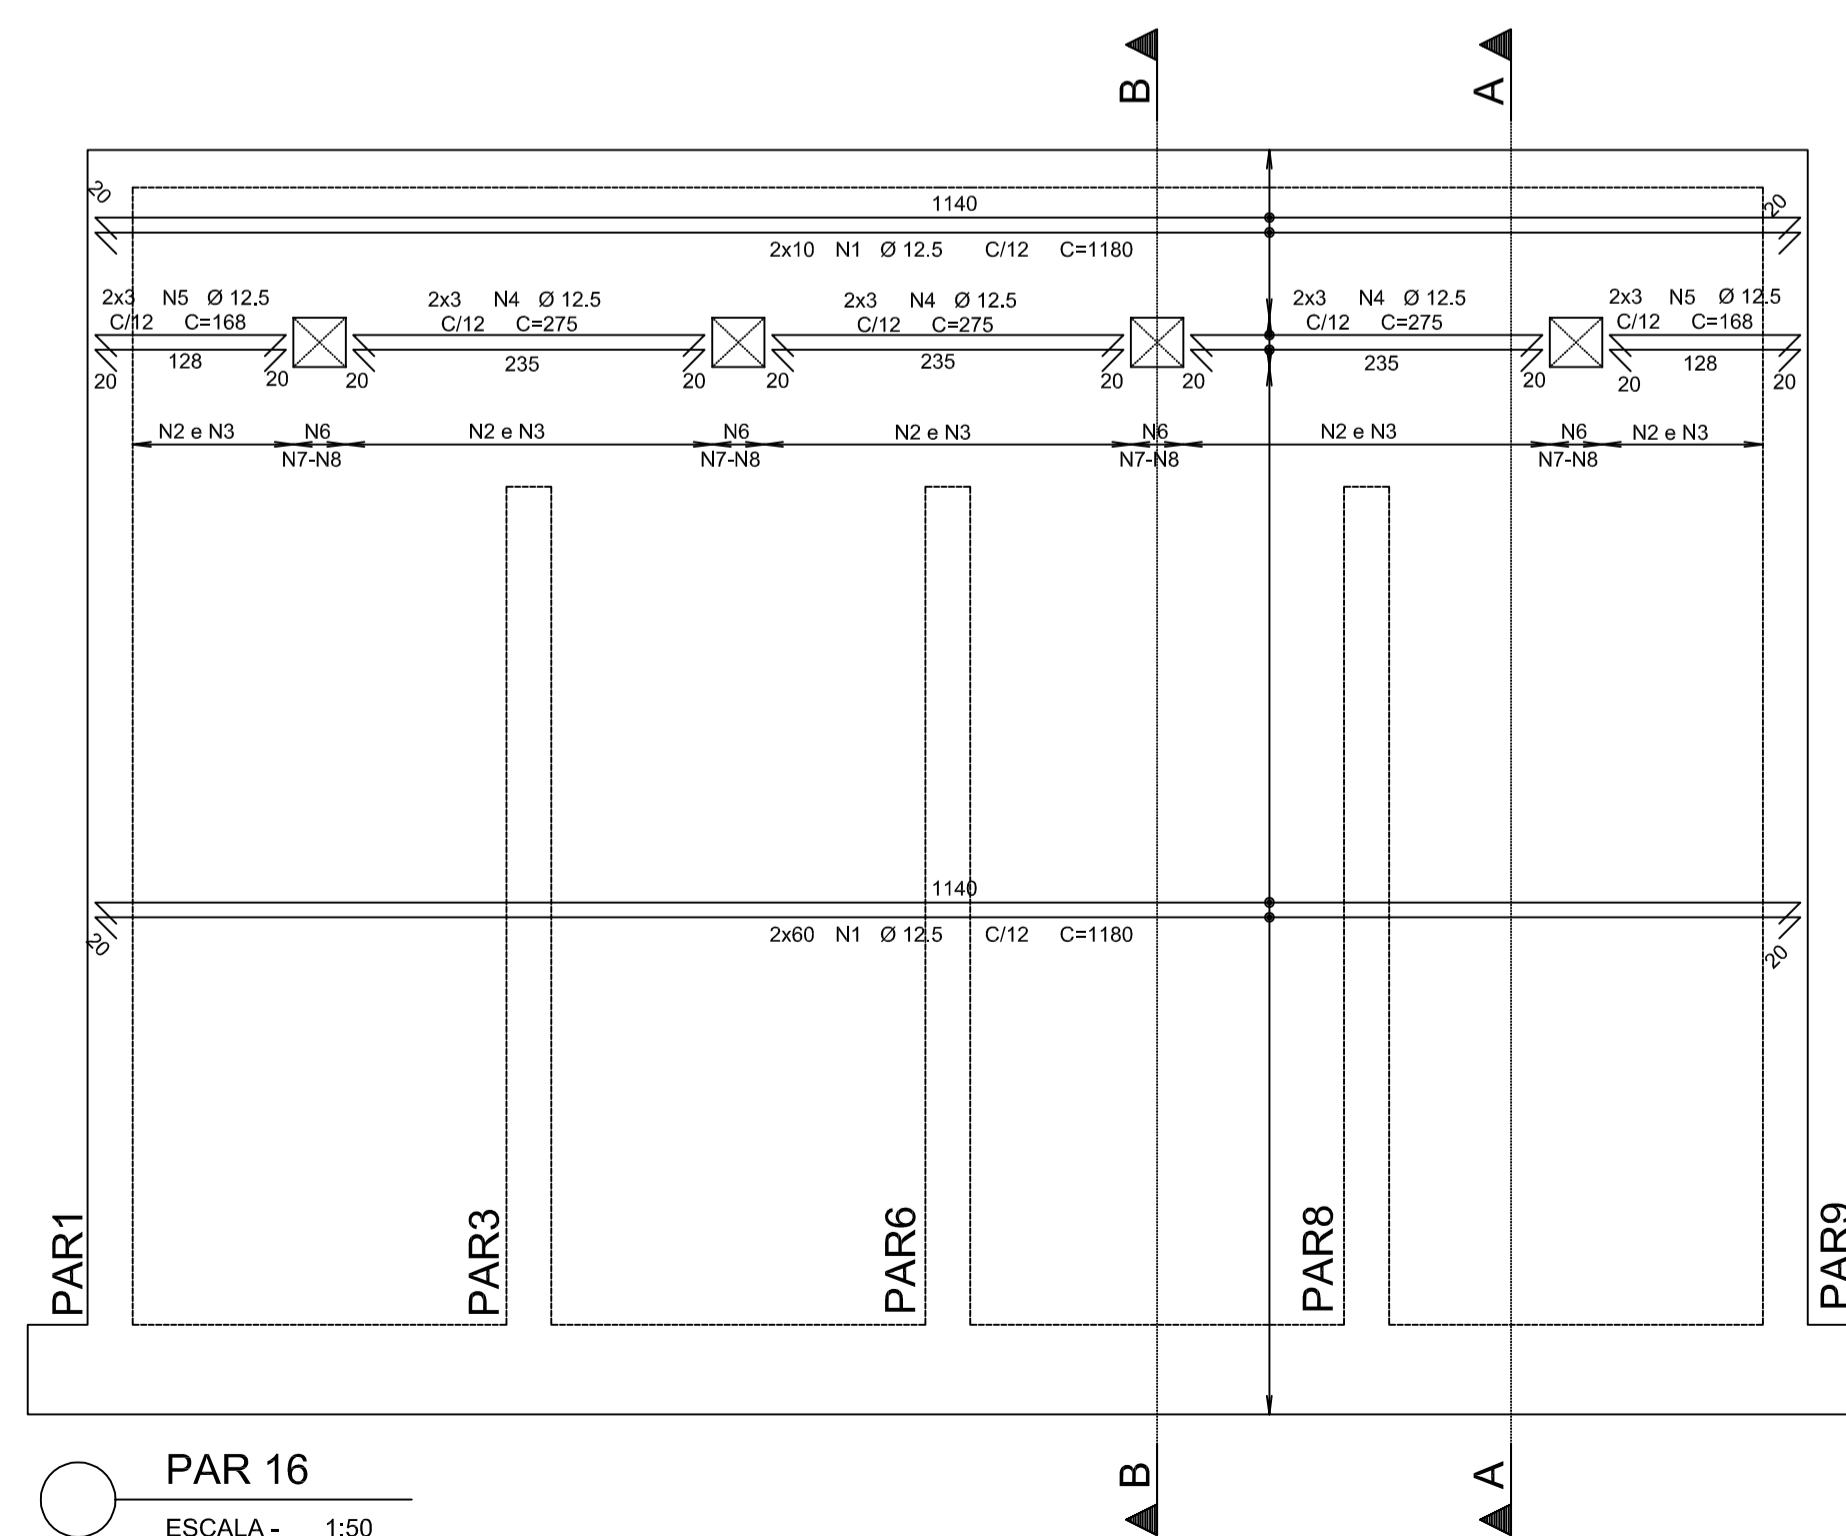 B
A
20
1140
20
2x10 N1 Ø 12.5 C/12 C=1180
2x3 N5 Ø 12.5
C/12 C=168
128
20
20
2x3 N4 Ø 12.5
C/12 C=275
235
20
20
2x3 N4 Ø 12.5
C/12 C=275
235
20
20
2x3 N4 Ø 12.5
C/12 C=275
235
20
20
2x3 N5 Ø 12.5
C/12 C=168
128
20
20
N2 e N3
N6
N7-N8
N2 e N3
N6
N7-N8
N2 e N3
N6
N7-N8
N2 e N3
N6
N7-N8
N2 e N3
1140
20
2x60 N1 Ø 12.5 C/12 C=1180
20
PAR1
PAR3
PAR6
PAR8
PAR9
PAR 16
ESCALA - 1:50
B
A